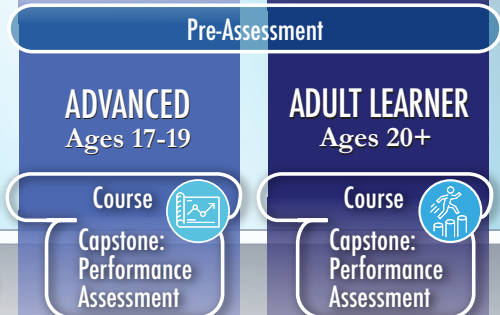 Pre-Assessment
ADVANCED
Ages 17-19
Course
Capstone:
Performance
Assessment
ADULT LEARNER
Ages 20+
Course
Capstone:
Performance
Assessment